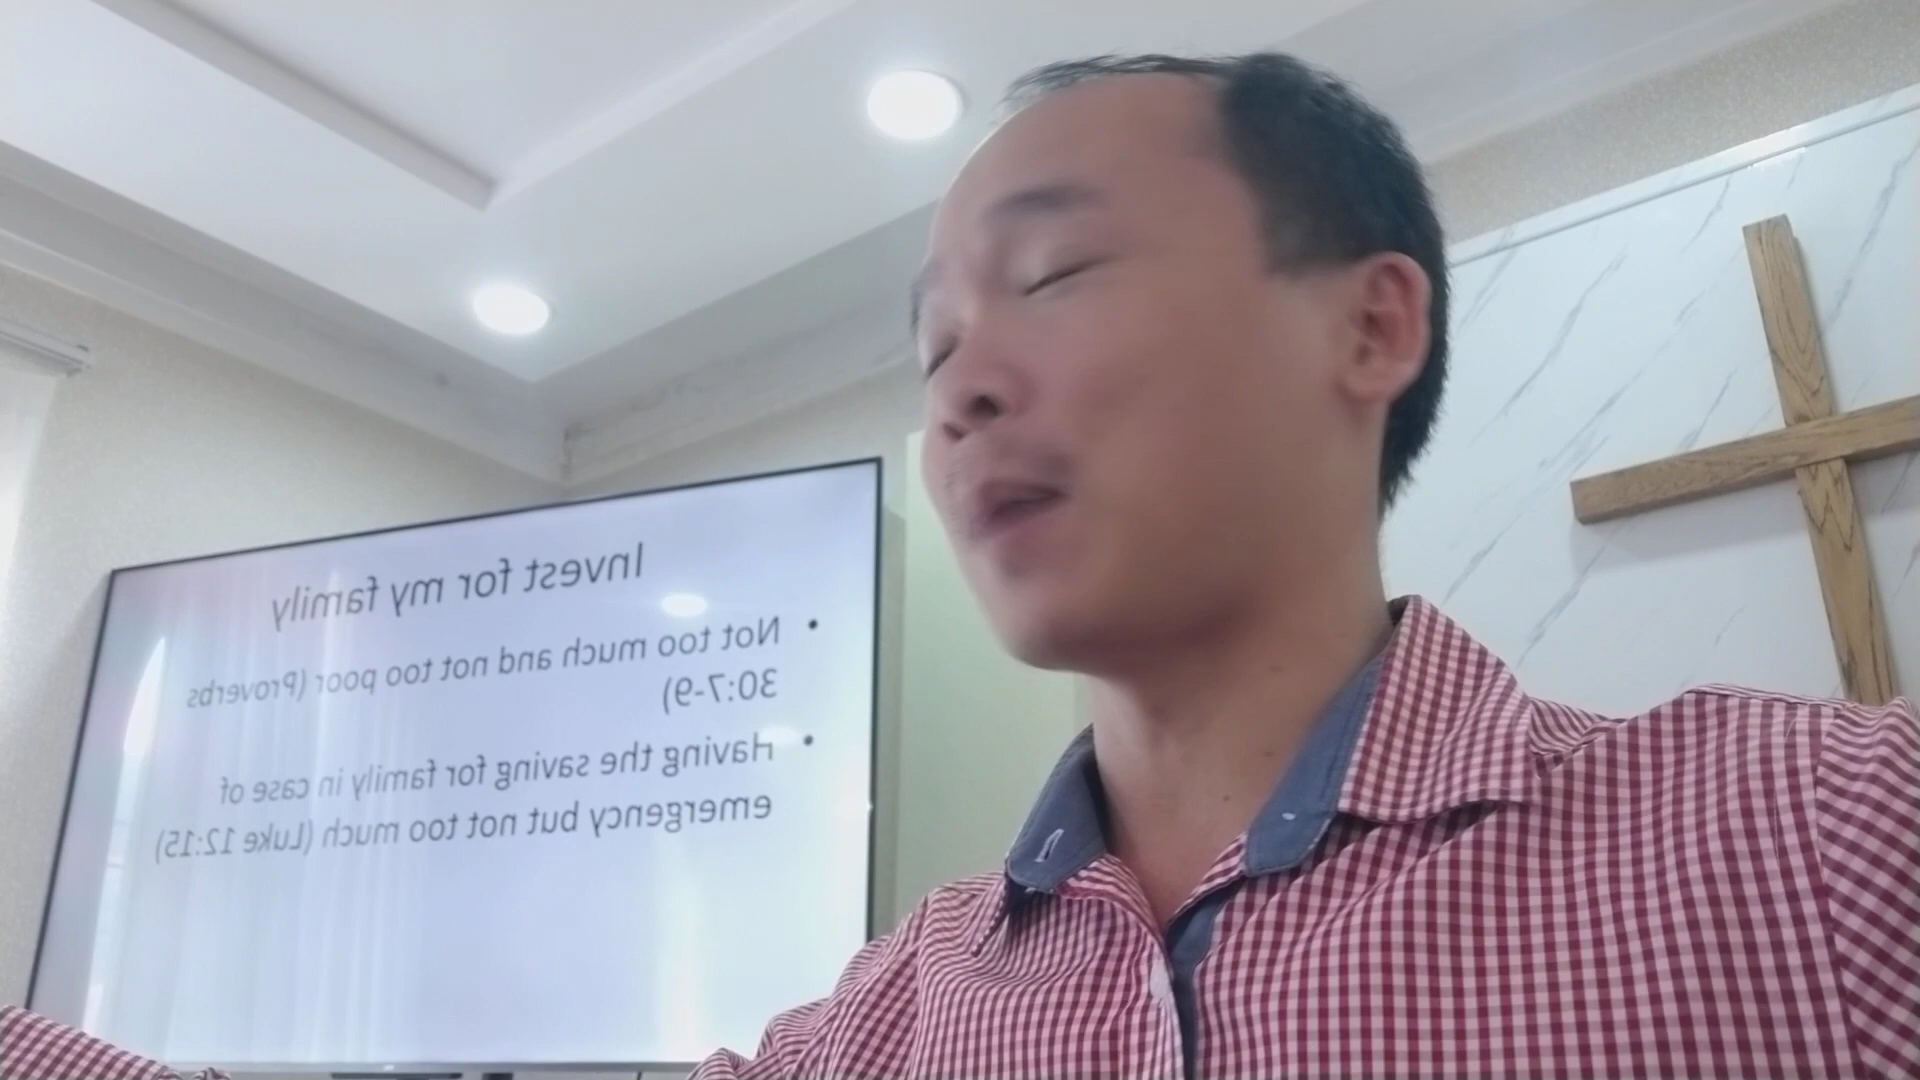 Invest for my family
• Not too much and not too poor (Proverbs
30:7-9)
• Having the saving for family in case of
emergency but not too much (Luke 12:15)